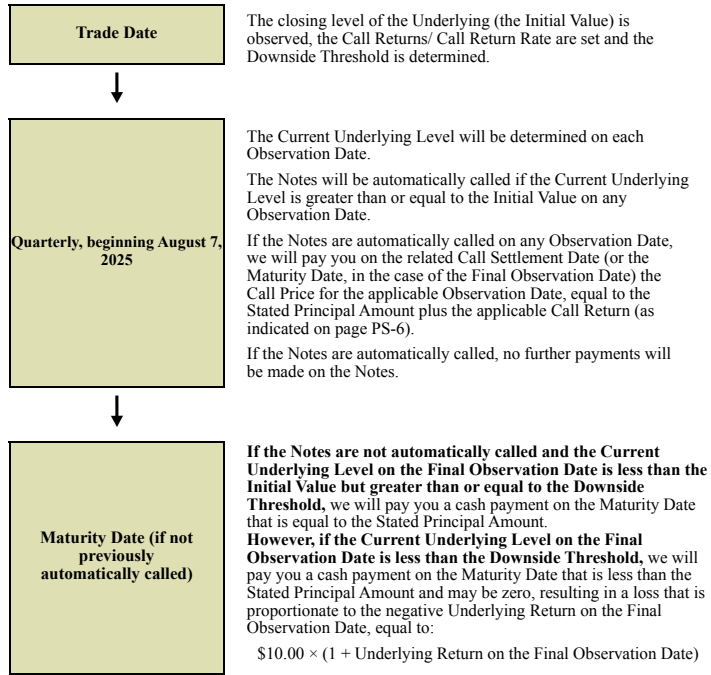 Trade Date
The closing level of the Underlying (the Initial Value) is
observed, the Call Returns/ Call Return Rate are set and the
Downside Threshold is determined.
Quarterly, beginning August 7,
2025
The Current Underlying Level will be determined on each
Observation Date.
The Notes will be automatically called if the Current Underlying
Level is greater than or equal to the Initial Value on any
Observation Date.
If the Notes are automatically called on any Observation Date,
we will pay you on the related Call Settlement Date (or the
Maturity Date, in the case of the Final Observation Date) the
Call Price for the applicable Observation Date, equal to the
Stated Principal Amount plus the applicable Call Return (as
indicated on page PS-6).
If the Notes are automatically called, no further payments will
be made on the Notes.
Maturity Date (if not
previously
automatically called)
If the Notes are not automatically called and the Current
Underlying Level on the Final Observation Date is less than the
Initial Value but greater than or equal to the Downside
Threshold, we will pay you a cash payment on the Maturity Date
that is equal to the Stated Principal Amount.
However, if the Current Underlying Level on the Final
Observation Date is less than the Downside Threshold, we will
pay you a cash payment on the Maturity Date that is less than the
Stated Principal Amount and may be zero, resulting in a loss that is
proportionate to the negative Underlying Return on the Final
Observation Date, equal to:
$10.00 × (1 + Underlying Return on the Final Observation Date)